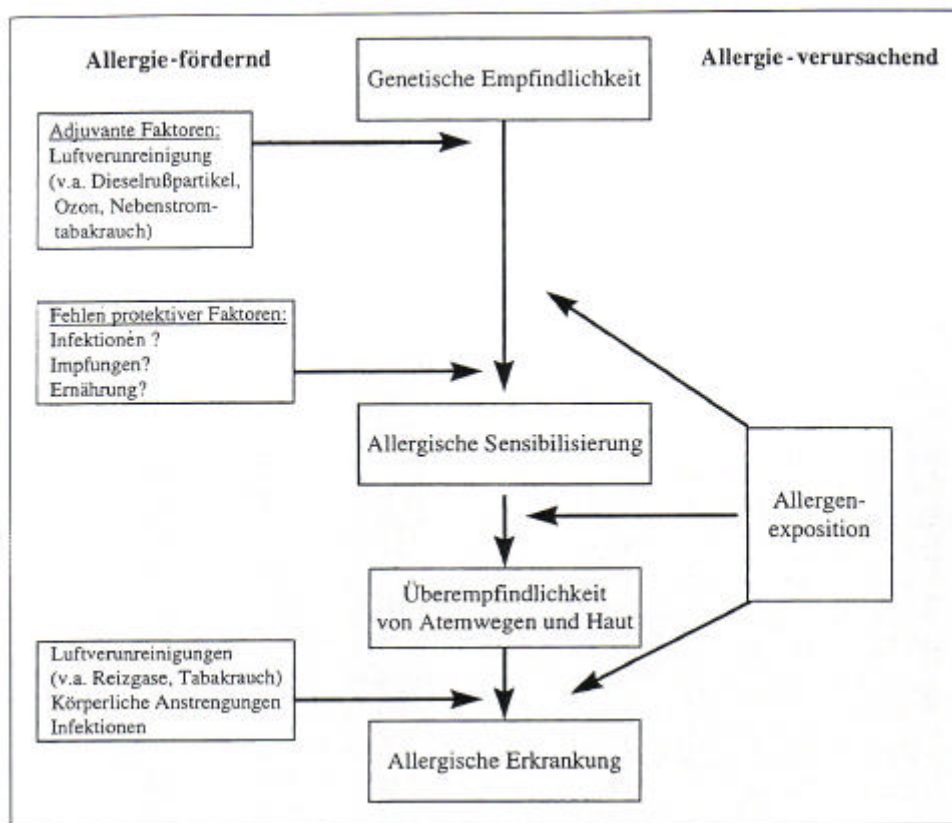 Allergie-fördernd
Genetische Empfindlichkeit
Allergie-verursachend
Adjuvante Faktoren:
Luftverunreinigung
(v.a. Dieselrußpartikel,
Ozon, Nebenstrom-
tabakrauch)
Fehlen protektiver Faktoren:
Infektionen ?
Impfungen?
Ernährung?
Allergische Sensibilisierung
Allergen-
exposition
Überempfindlichkeit
von Atemwegen und Haut
Luftverunreinigungen
(v.a. Reizgase, Tabakrauch)
Körperliche Anstrengungen
Infektionen
Allergische Erkrankung